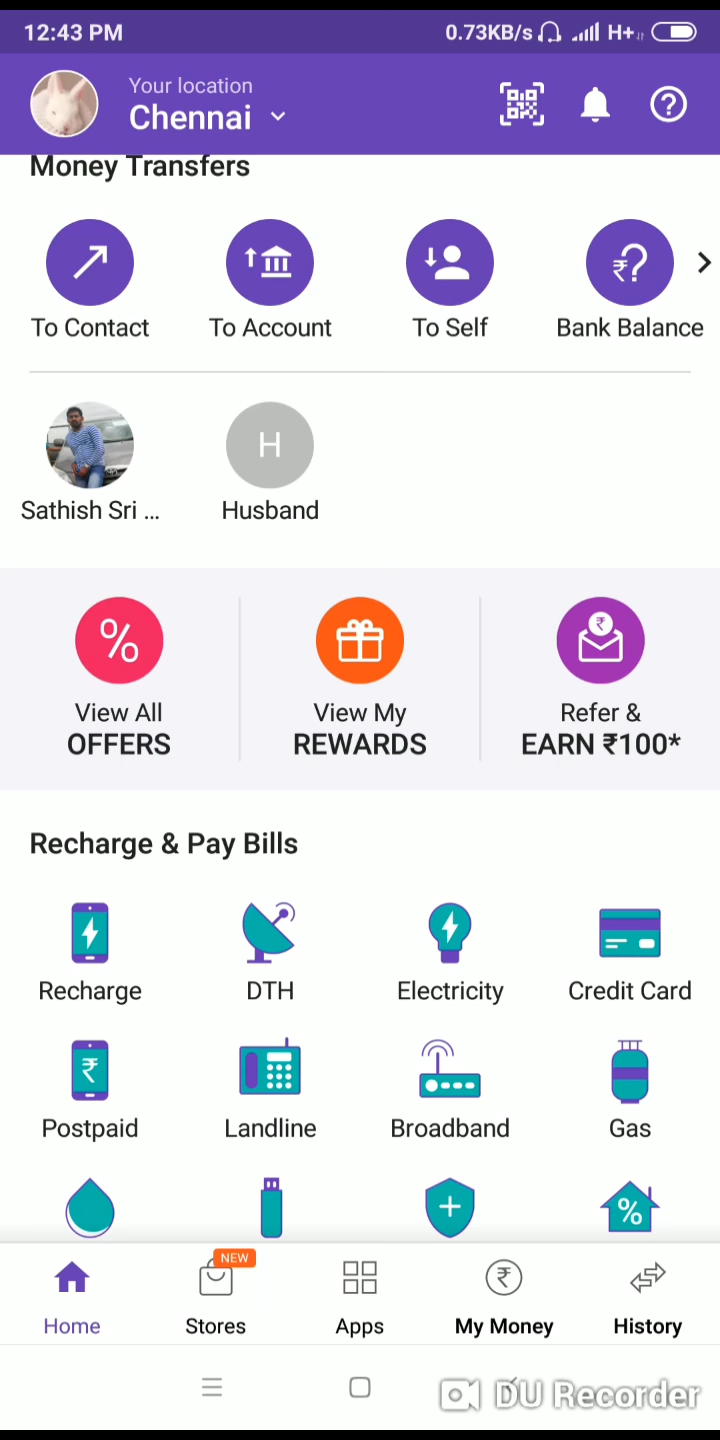 12:43 PM 0.73KB/s H+
Your location
Chennai
Money Transfers
To Contact To Account To Self Bank Balance
H
Sathish Sri ... Husband
View All View My Refer &
OFFERS REWARDS EARN ₹100*
Recharge & Pay Bills
Recharge DTH Electricity Credit Card
Postpaid Landline Broadband Gas
NEW
Home Stores Apps My Money History
DU Recorder